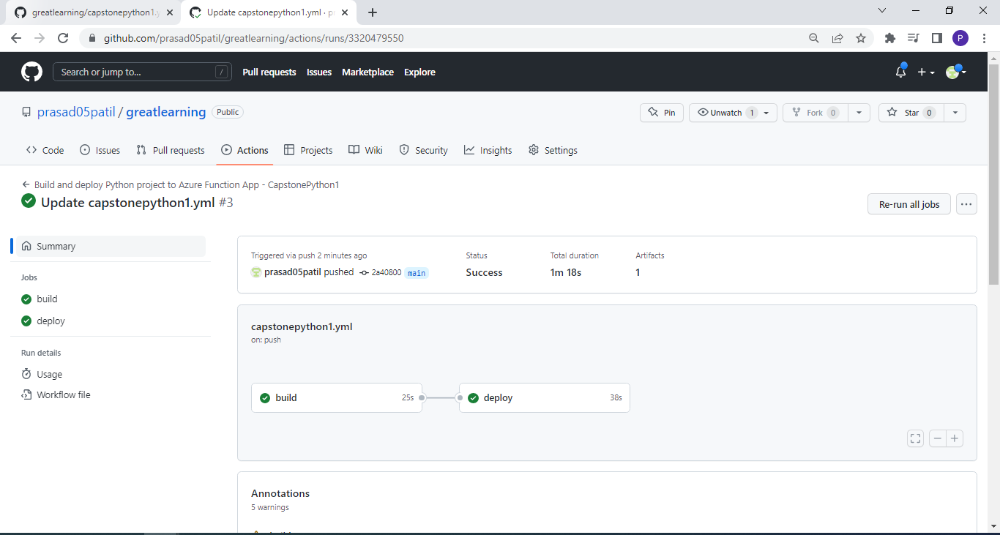 greatlearning/capstonepython1.y
Update capstonepython1.yml · pr
github.com/prasad05patil/greatlearning/actions/runs/3320479550
P
Search or jump to... /
Pull requests Issues Marketplace Explore
prasad05patil / greatlearning Public
Pin Unwatch 1 Fork 0 Star 0
Code Issues Pull requests Actions Projects Wiki Security Insights Settings
Build and deploy Python project to Azure Function App - CapstonePython1
Update capstonepython1.yml #3
Re-run all jobs
Summary
Jobs
build
deploy
Run details
Usage
Workflow file
Triggered via push 2 minutes ago
prasad05patil pushed 2a40800 main
Status
Success
Total duration
1m 18s
Artifacts
1
capstonepython1.yml
on: push
build 25s
deploy 38s
Annotations
5 warnings